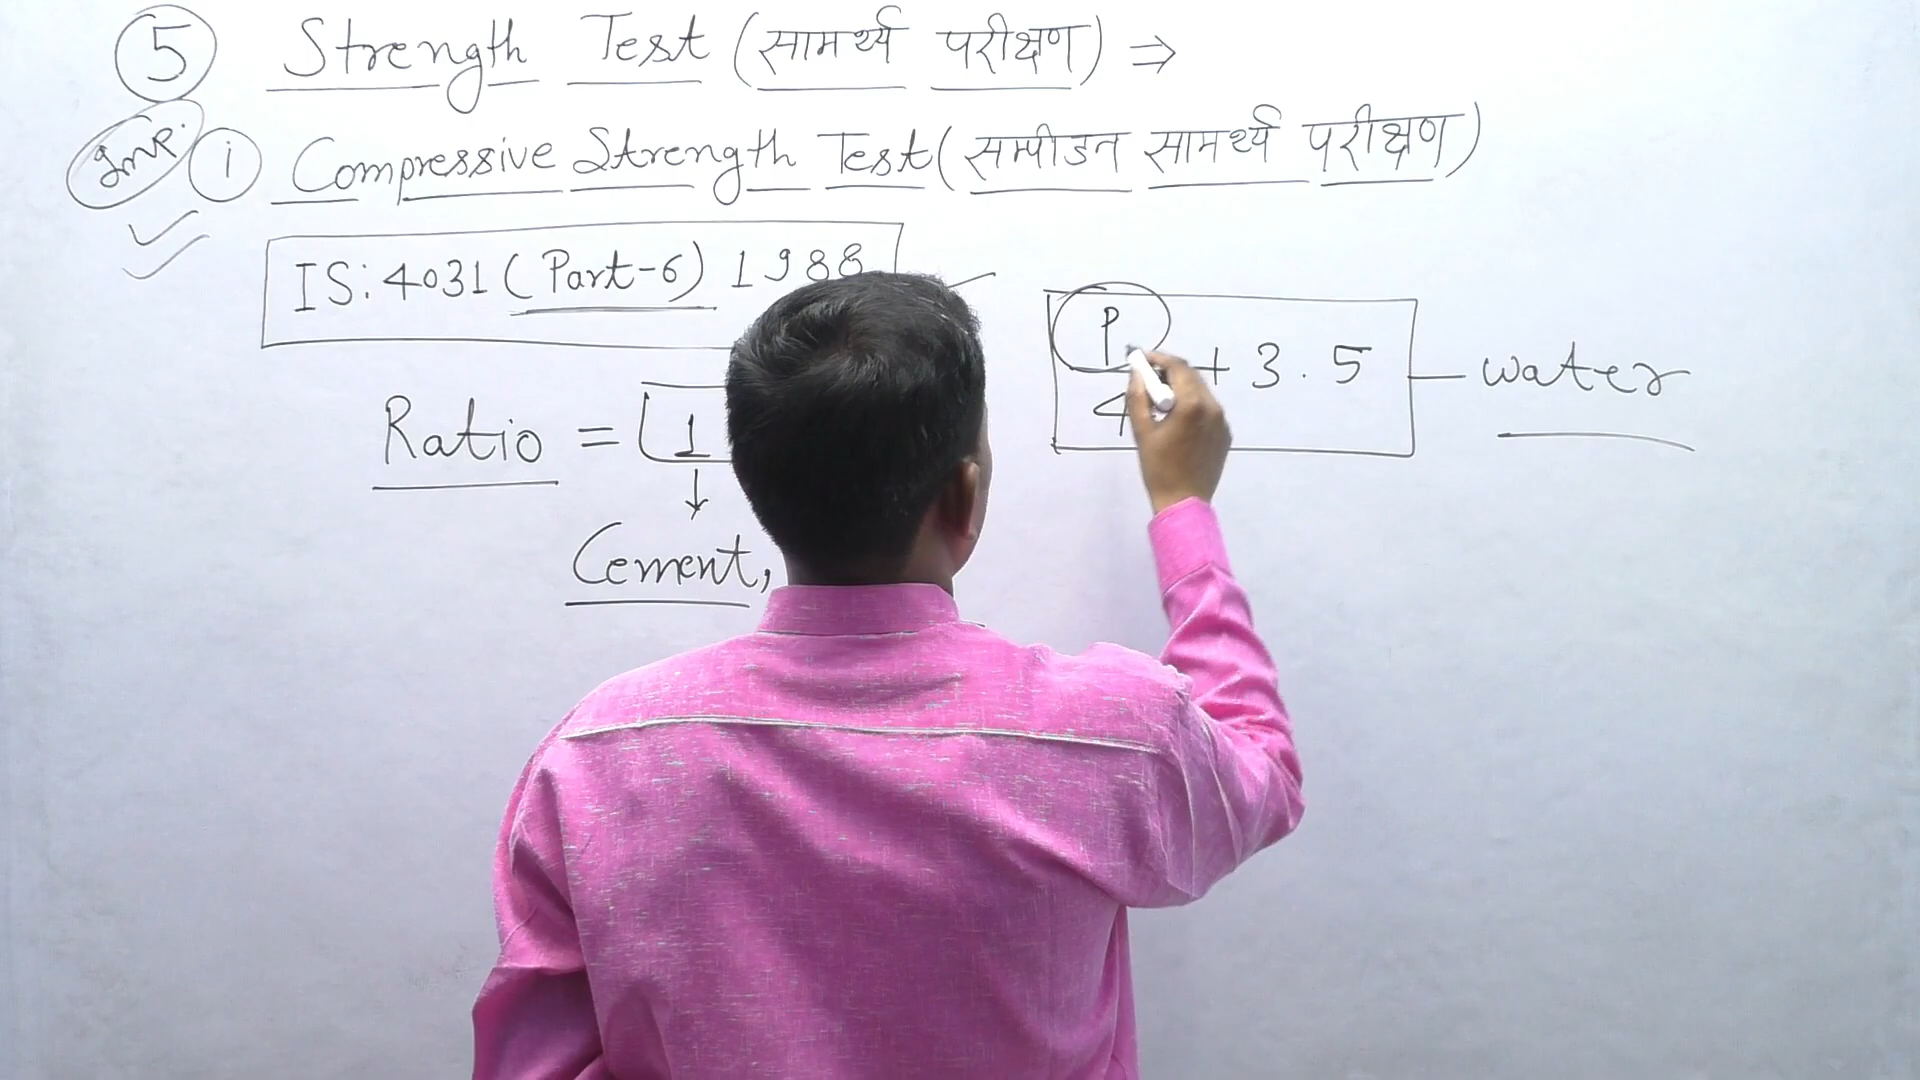 5 Strength Test (सामर्थ्य परीक्षण) ⇒
Imp. i Compressive Strength Test (सम्पीडन सामर्थ्य परीक्षण)
IS: 4031 (Part-6) 1988
P/4 + 3.5 — water
Ratio = 1
↓
Cement,